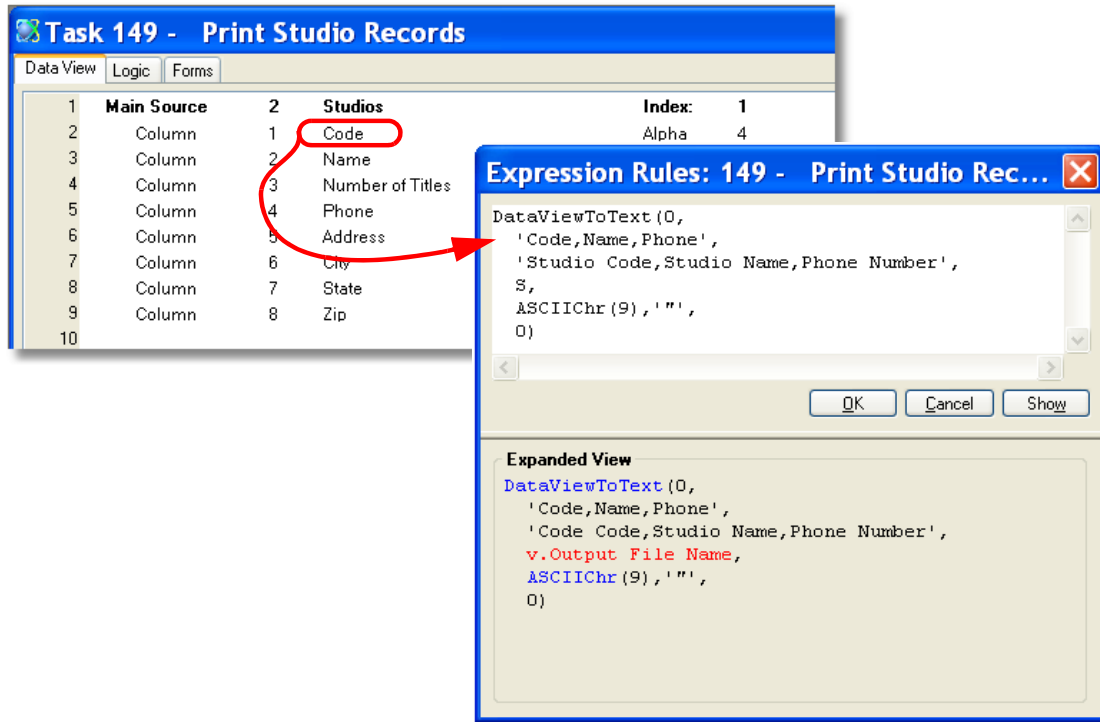 Task 149 - Print Studio Records
Data View Logic Forms
1 Main Source 2 Studios Index: 1
2 Column 1 Code Alpha 4
3 Column 2 Name
4 Column 3 Number of Titles
5 Column 4 Phone
6 Column 5 Address
7 Column 6 City
8 Column 7 State
9 Column 8 Zip
10
Expression Rules: 149 - Print Studio Rec...
DataViewToText(0,
'Code,Name,Phone',
'Studio Code,Studio Name,Phone Number',
S,
ASCIIChr(9),'"',
0)
OK Cancel Show
Expanded View
DataViewToText(0,
'Code,Name,Phone',
'Code Code,Studio Name,Phone Number',
v.Output File Name,
ASCIIChr(9),'"',
0)